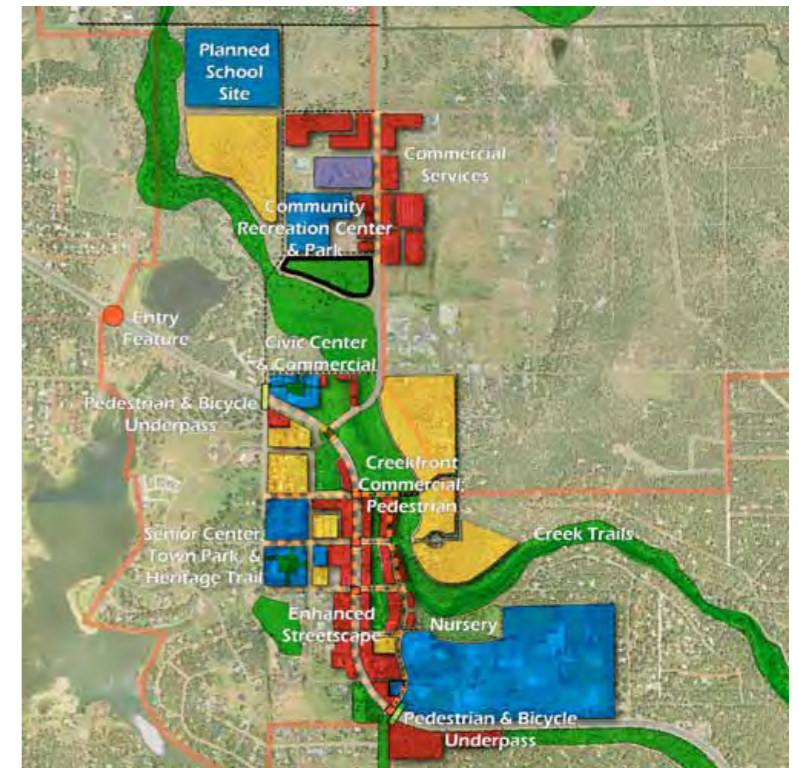 Planned
School
Site
Commercial
Services
Community
Recreation Center
& Park
Entry
Feature
Civic Center
& Commercial
Pedestrian & Bicycle
Underpass
Creekfront
Commercial;
Pedestrian
Senior Center,
Town Park, &
Heritage Trail
Creek Trails
Enhanced
Streetscape
Nursery
Pedestrian & Bicycle
Underpass